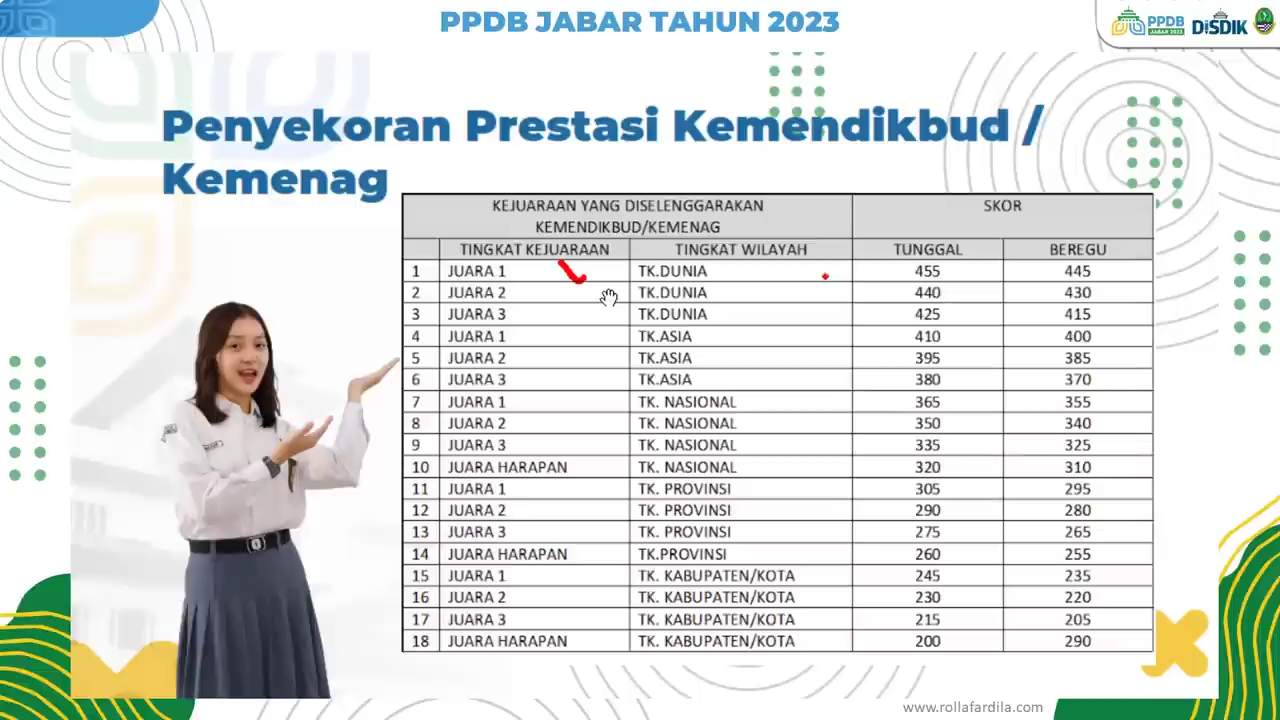 PPDB JABAR TAHUN 2023
PPDB
JABAR 2023
DISDIK
Penyekoran Prestasi Kemendikbud /
Kemenag
KEJUARAAN YANG DISELENGGARAKAN SKOR
KEMENDIKBUD/KEMENAG
TINGKAT KEJUARAAN TINGKAT WILAYAH TUNGGAL BEREGU
1 JUARA 1 TK.DUNIA 455 445
2 JUARA 2 TK.DUNIA 440 430
3 JUARA 3 TK.DUNIA 425 415
4 JUARA 1 TK.ASIA 410 400
5 JUARA 2 TK.ASIA 395 385
6 JUARA 3 TK.ASIA 380 370
7 JUARA 1 TK. NASIONAL 365 355
8 JUARA 2 TK. NASIONAL 350 340
9 JUARA 3 TK. NASIONAL 335 325
10 JUARA HARAPAN TK. NASIONAL 320 310
11 JUARA 1 TK. PROVINSI 305 295
12 JUARA 2 TK. PROVINSI 290 280
13 JUARA 3 TK. PROVINSI 275 265
14 JUARA HARAPAN TK.PROVINSI 260 255
15 JUARA 1 TK. KABUPATEN/KOTA 245 235
16 JUARA 2 TK. KABUPATEN/KOTA 230 220
17 JUARA 3 TK. KABUPATEN/KOTA 215 205
18 JUARA HARAPAN TK. KABUPATEN/KOTA 200 290
www.rollafardila.com